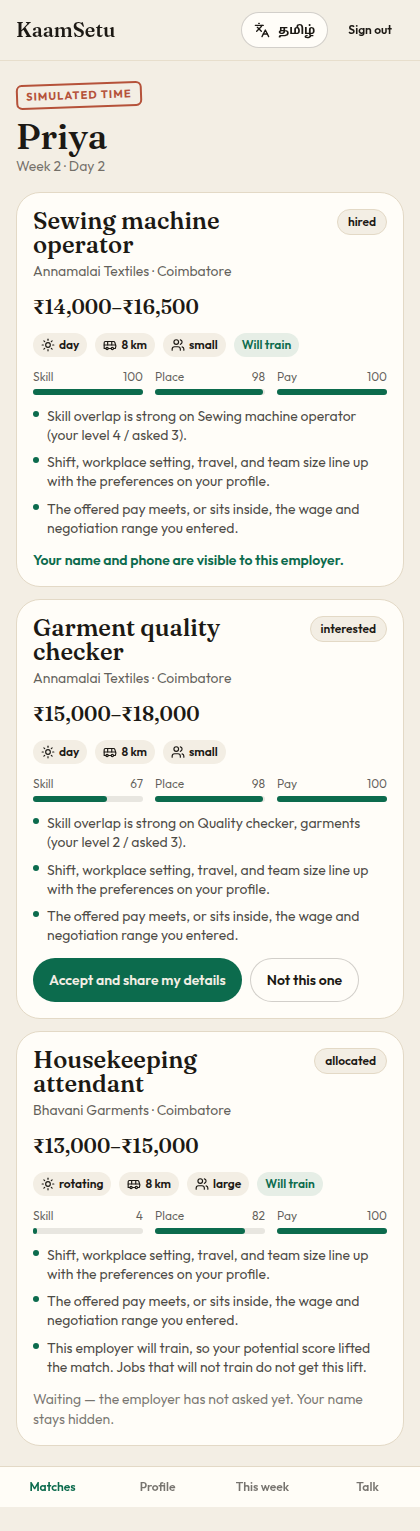 KaamSetu
தமிழ்
Sign out
SIMULATED TIME
Priya
Week 2 · Day 2
Sewing machine
operator
hired
Annamalai Textiles · Coimbatore
₹14,000–₹16,500
day
8 km
small
Will train
Skill 100
Place 98
Pay 100
Skill overlap is strong on Sewing machine operator
(your level 4 / asked 3).
Shift, workplace setting, travel, and team size line up
with the preferences on your profile.
The offered pay meets, or sits inside, the wage and
negotiation range you entered.
Your name and phone are visible to this employer.
Garment quality
checker
interested
Annamalai Textiles · Coimbatore
₹15,000–₹18,000
day
8 km
small
Skill 67
Place 98
Pay 100
Skill overlap is strong on Quality checker, garments
(your level 2 / asked 3).
Shift, workplace setting, travel, and team size line up
with the preferences on your profile.
The offered pay meets, or sits inside, the wage and
negotiation range you entered.
Accept and share my details
Not this one
Housekeeping
attendant
allocated
Bhavani Garments · Coimbatore
₹13,000–₹15,000
rotating
8 km
large
Will train
Skill 4
Place 82
Pay 100
Shift, workplace setting, travel, and team size line up
with the preferences on your profile.
The offered pay meets, or sits inside, the wage and
negotiation range you entered.
This employer will train, so your potential score lifted
the match. Jobs that will not train do not get this lift.
Waiting — the employer has not asked yet. Your name
stays hidden.
Matches
Profile
This week
Talk